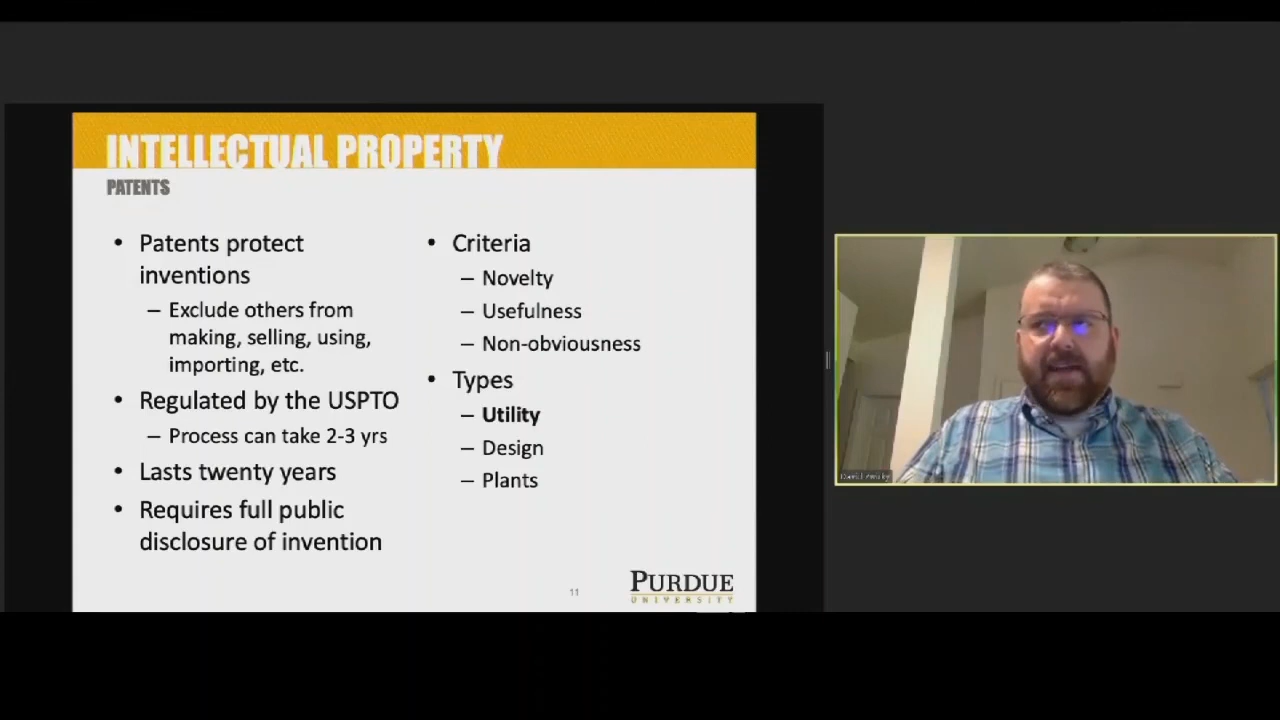 INTELLECTUAL PROPERTY
PATENTS
• Patents protect
inventions
– Exclude others from
making, selling, using,
importing, etc.
• Regulated by the USPTO
– Process can take 2-3 yrs
• Lasts twenty years
• Requires full public
disclosure of invention
• Criteria
– Novelty
– Usefulness
– Non-obviousness
• Types
– Utility
– Design
– Plants
11
PURDUE
UNIVERSITY